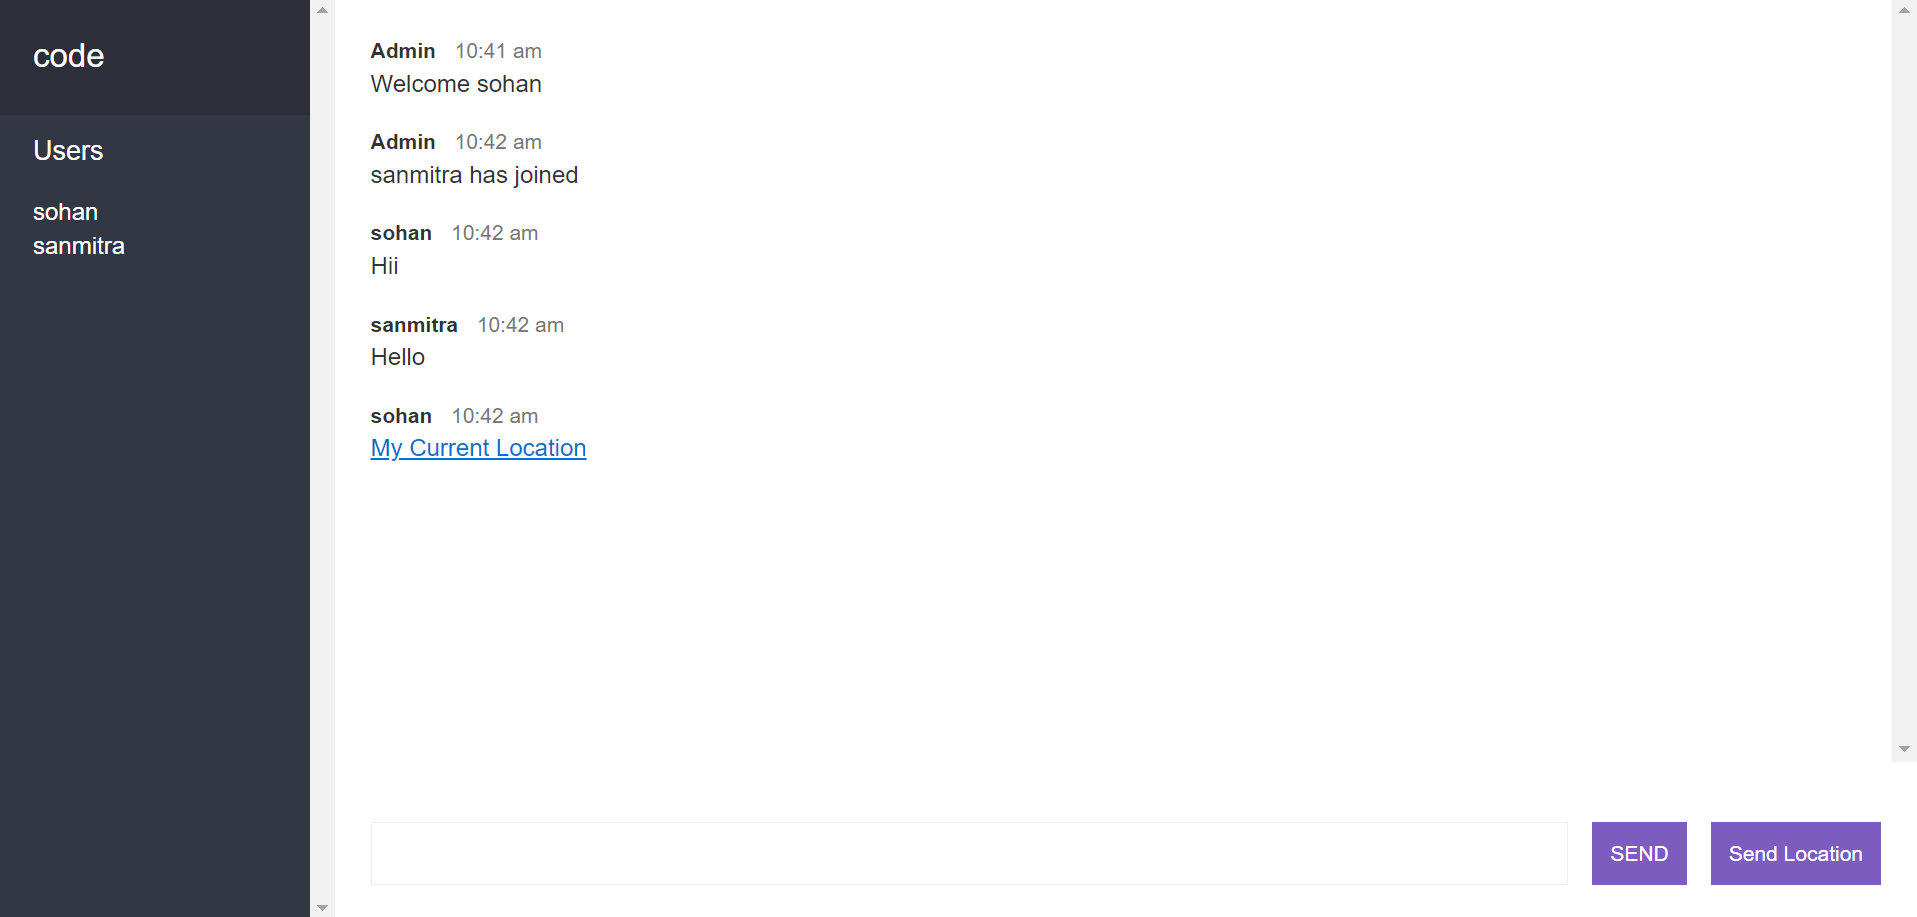 code
Users
sohan
sanmitra
Admin 10:41 am
Welcome sohan
Admin 10:42 am
sanmitra has joined
sohan 10:42 am
Hii
sanmitra 10:42 am
Hello
sohan 10:42 am
My Current Location
SEND Send Location